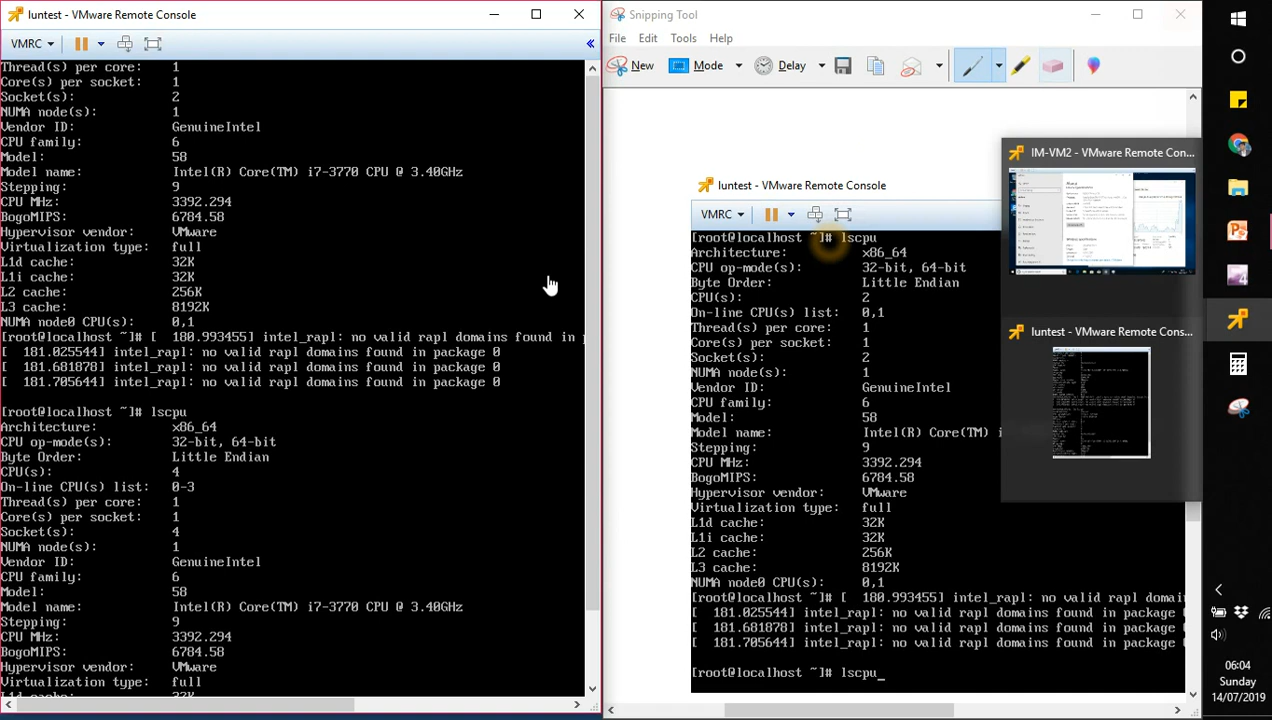 luntest - VMware Remote Console
VMRC
Thread(s) per core: 1
Core(s) per socket: 1
Socket(s): 2
NUMA node(s): 1
Vendor ID: GenuineIntel
CPU family: 6
Model: 58
Model name: Intel(R) Core(TM) i7-3770 CPU @ 3.40GHz
Stepping: 9
CPU MHz: 3392.294
BogoMIPS: 6784.58
Hypervisor vendor: VMware
Virtualization type: full
L1d cache: 32K
L1i cache: 32K
L2 cache: 256K
L3 cache: 8192K
NUMA node0 CPU(s): 0,1
[root@localhost ~]# [  180.993455] intel_rapl: no valid rapl domains found in
[  181.025544] intel_rapl: no valid rapl domains found in package 0
[  181.681878] intel_rapl: no valid rapl domains found in package 0
[  181.705644] intel_rapl: no valid rapl domains found in package 0
[root@localhost ~]# lscpu
Architecture: x86_64
CPU op-mode(s): 32-bit, 64-bit
Byte Order: Little Endian
CPU(s): 4
On-line CPU(s) list: 0-3
Thread(s) per core: 1
Core(s) per socket: 1
Socket(s): 4
NUMA node(s): 1
Vendor ID: GenuineIntel
CPU family: 6
Model: 58
Model name: Intel(R) Core(TM) i7-3770 CPU @ 3.40GHz
Stepping: 9
CPU MHz: 3392.294
BogoMIPS: 6784.58
Hypervisor vendor: VMware
Virtualization type: full
L1d cache: 32K
Snipping Tool
File Edit Tools Help
New Mode Delay
luntest - VMware Remote Console
VMRC
[root@localhost ~]# lscpu
Architecture: x86_64
CPU op-mode(s): 32-bit, 64-bit
Byte Order: Little Endian
CPU(s): 2
On-line CPU(s) list: 0,1
Thread(s) per core: 1
Core(s) per socket: 1
Socket(s): 2
NUMA node(s): 1
Vendor ID: GenuineIntel
CPU family: 6
Model: 58
Model name: Intel(R) Core(TM) i
Stepping: 9
CPU MHz: 3392.294
BogoMIPS: 6784.58
Hypervisor vendor: VMware
Virtualization type: full
L1d cache: 32K
L1i cache: 32K
L2 cache: 256K
L3 cache: 8192K
NUMA node0 CPU(s): 0,1
[root@localhost ~]# [  180.993455] intel_rapl: no valid rapl domai
[  181.025544] intel_rapl: no valid rapl domains found in package
[  181.681878] intel_rapl: no valid rapl domains found in package
[  181.705644] intel_rapl: no valid rapl domains found in package
[root@localhost ~]# lscpu_
IM-VM2 - VMware Remote Con...
luntest - VMware Remote Cons...
06:04
Sunday
14/07/2019